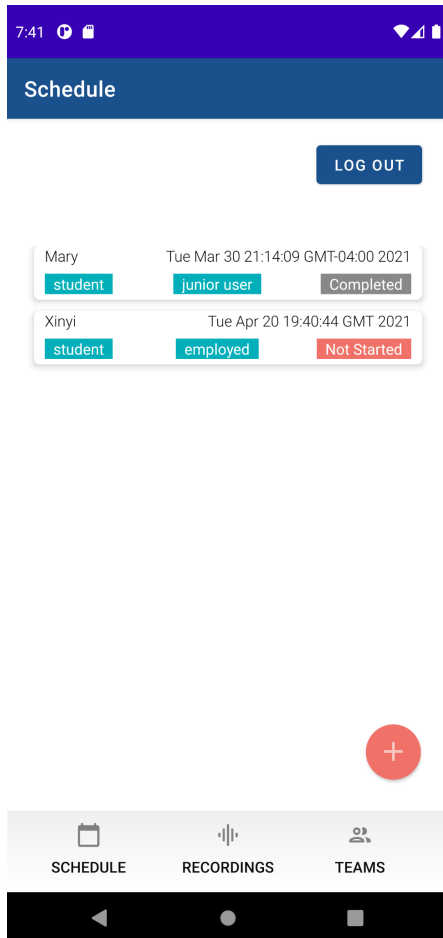 7:41
Schedule
LOG OUT
Mary Tue Mar 30 21:14:09 GMT-04:00 2021
student junior user Completed
Xinyi Tue Apr 20 19:40:44 GMT 2021
student employed Not Started
SCHEDULE RECORDINGS TEAMS